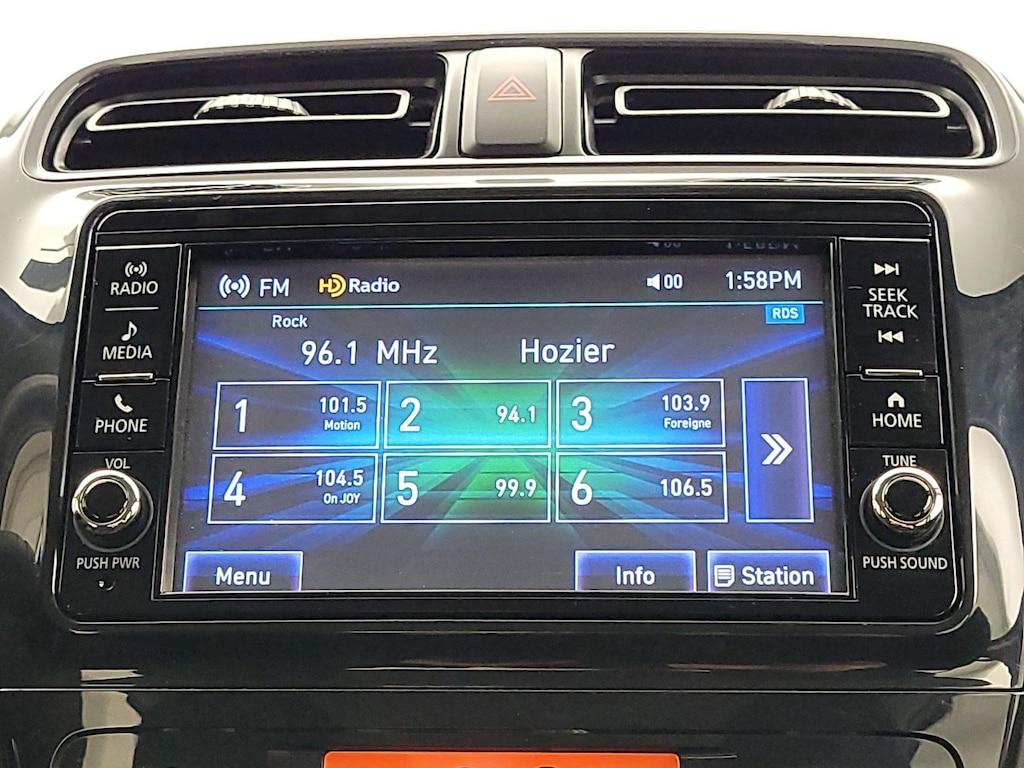 RADIO
MEDIA
PHONE
VOL
PUSH PWR
FM HD Radio 00 1:58PM
RDS
Rock
96.1 MHz Hozier
1 101.5 Motion
2 94.1
3 103.9 Foreigne
4 104.5 On JOY
5 99.9
6 106.5
Menu Info Station
SEEK
TRACK
HOME
TUNE
PUSH SOUND